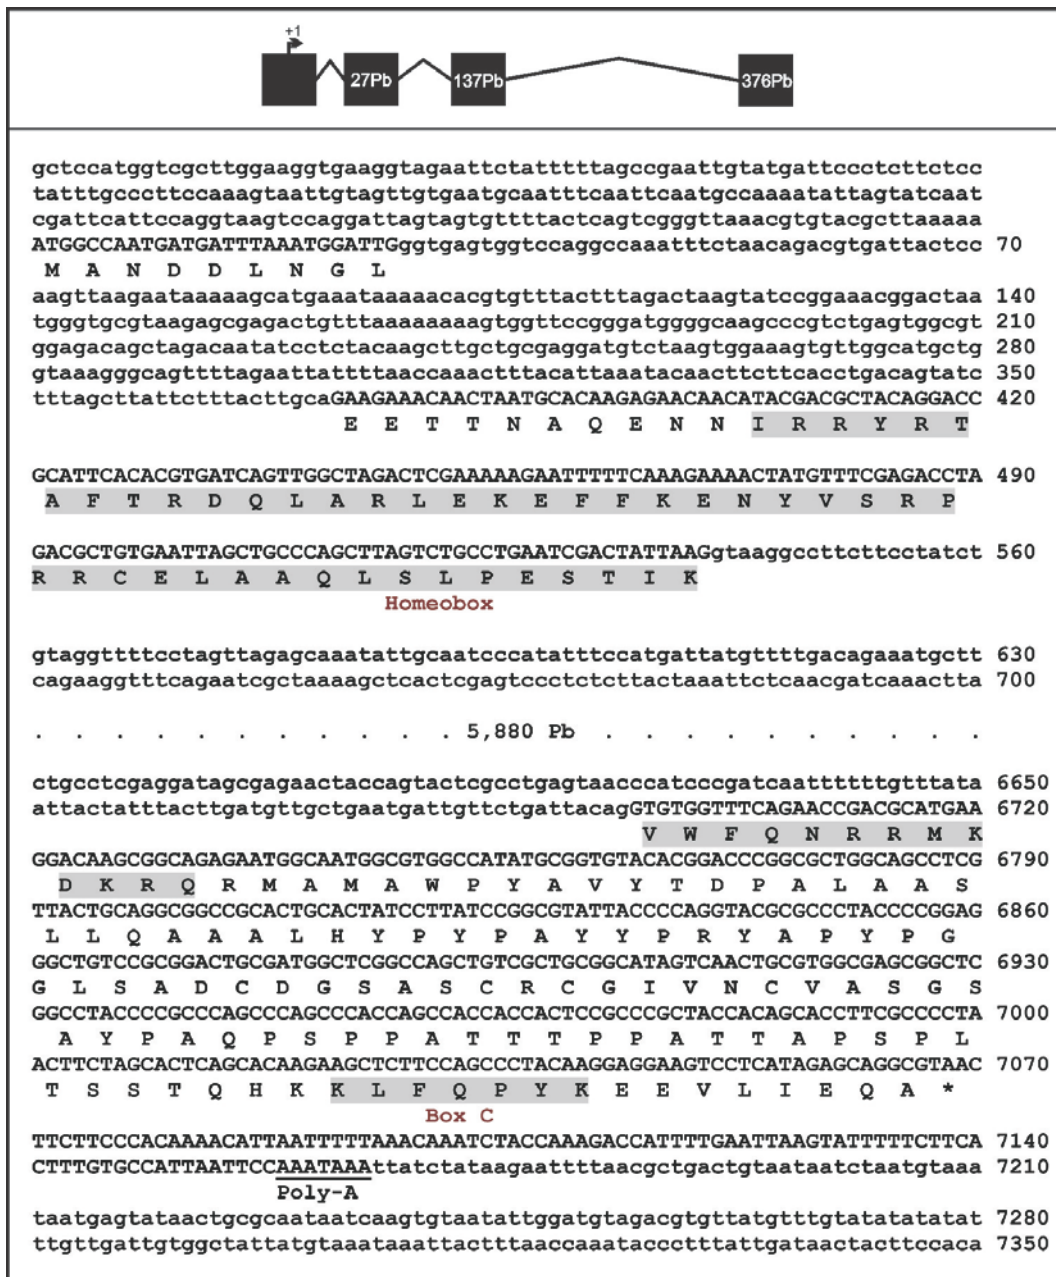 +1
27Pb 137Pb 376Pb
gctccatggtcgcttggaaggtgaaggtagaattctatttttagccgaattgtatgattccctcttctcc
tatttgcccttccaaagtaattgtagttgtgaatgcaatttcaattcaatgccaaaatattagtatcaat
cgattcattccaggtaagtccaggattagtagtgttttactcagtcgggttaaacgtgtacgcttaaaaa
ATGGCCAATGATGATTTAAATGGATTGggtgagtggtccaggccaaatttctaacagacgtgattactcc 70
M A N D D L N G L
aagttaagaataaaaagcatgaaataaaaacacgtgtttactttagactaagtatccggaaacggactaa 140
tgggtgcgtaagagcgagactgtttaaaaaaaagtggttccgggatggggcaagcccgtctgagtggcgt 210
ggagacagctagacaatatcctctacaagcttgctgcgaggatgtctaagtggaaagtgttggcatgctg 280
gtaaagggcagttttagaattattttaaccaaactttacattaaatacaacttcttcacctgacagtatc 350
tttagcttattctttacttgcaGAAGAAACAACTAATGCACAAGAGAACAACATACGACGCTACAGGACC 420
E E T T N A Q E N N I R R Y R T
GCATTCACACGTGATCAGTTGGCTAGACTCGAAAAAGAATTTTTCAAAGAAAACTATGTTTCGAGACCTA 490
A F T R D Q L A R L E K E F F K E N Y V S R P
GACGCTGTGAATTAGCTGCCCAGCTTAGTCTGCCTGAATCGACTATTAAGgtaaggccttcttcctatct 560
R R C E L A A Q L S L P E S T I K
Homeobox
gtaggttttcctagttagagcaaatattgcaatcccatatttccatgattatgttttgacagaaatgctt 630
cagaaggtttcagaatcgctaaaagctcactcgagtccctctcttactaaattctcaacgatcaaactta 700
. . . . . . . . . . . . 5,880 Pb . . . . . . . . . .
ctgcctcgaggatagcgagaactaccagtactcgcctgagtaacccatcccgatcaattttttgtttata 6650
attactatttacttgatgttgctgaatgattgttctgattacagGTGTGGTTTCAGAACCGACGCATGAA 6720
V W F Q N R R M K
GGACAAGCGGCAGAGAATGGCAATGGCGTGGCCATATGCGGTGTACACGGACCCGGCGCTGGCAGCCTCG 6790
D K R Q R M A M A W P Y A V Y T D P A L A A S
TTACTGCAGGCGGCCGCACTGCACTATCCTTATCCGGCGTATTACCCCAGGTACGCGCCCTACCCCGGAG 6860
L L Q A A A L H Y P Y P A Y Y P R Y A P Y P G
GGCTGTCCGCGGACTGCGATGGCTCGGCCAGCTGTCGCTGCGGCATAGTCAACTGCGTGGCGAGCGGCTC 6930
G L S A D C D G S A S C R C G I V N C V A S G S
GGCCTACCCCGCCCAGCCCAGCCCACCAGCCACCACCACTCCGCCCGCTACCACAGCACCTTCGCCCCTA 7000
A Y P A Q P S P P A T T T P P A T T A P S P L
ACTTCTAGCACTCAGCACAAGAAGCTCTTCCAGCCCTACAAGGAGGAAGTCCTCATAGAGCAGGCGTAAC 7070
T S S T Q H K K L F Q P Y K E E V L I E Q A *
Box C
TTCTTCCCACAAAACATTAATTTTTAAACAAATCTACCAAAGACCATTTTGAATTAAGTATTTTTCTTCA 7140
CTTTGTGCCATTAATTCCAAATAAAttatctataagaattttaacgctgactgtaataatctaatgtaaa 7210
Poly-A
taatgagtataactgcgcaataatcaagtgtaatattggatgtagacgtgttatgtttgtatatatatat 7280
ttgttgattgtggctattatgtaaataaattactttaaccaaatacccctttattgataactacttccaca 7350